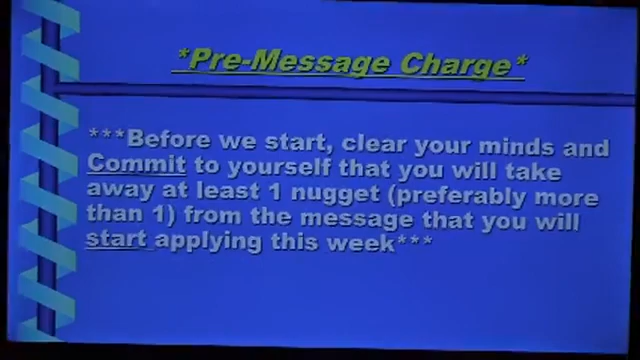 *Pre-Message Charge*
***Before we start, clear your minds and
Commit to yourself that you will take
away at least 1 nugget (preferably more
than 1) from the message that you will
start applying this week***